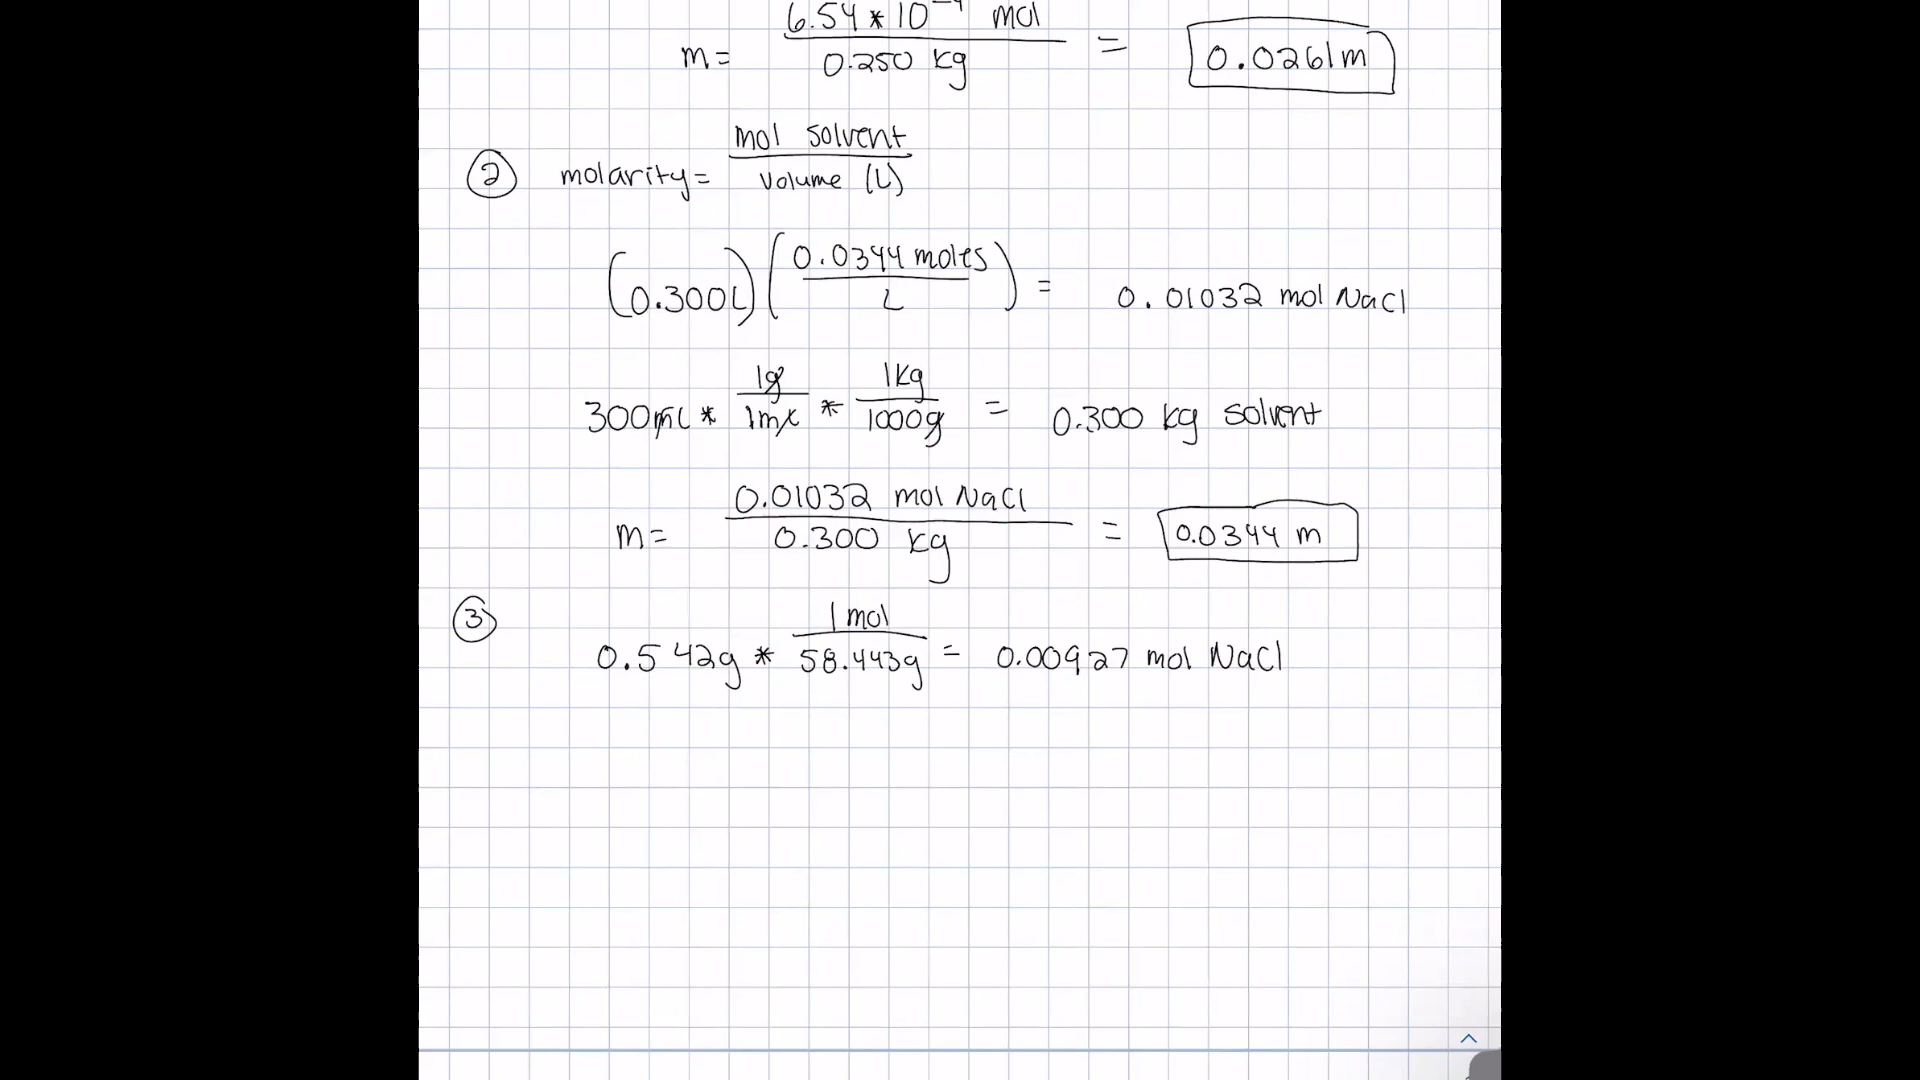 6.54 * 10⁻⁴ mol
m= 0.250 kg = 0.0261m
mol solvent
② molarity= volume (L)
(0.300L) (0.0344 moles / L) = 0.01032 mol NaCl
1g 1kg
300mL * 1mL * 1000g = 0.300 kg solvent
0.01032 mol NaCl
m= 0.300 kg = 0.0344 m
③ 1 mol
0.542g * 58.443g = 0.00927 mol NaCl